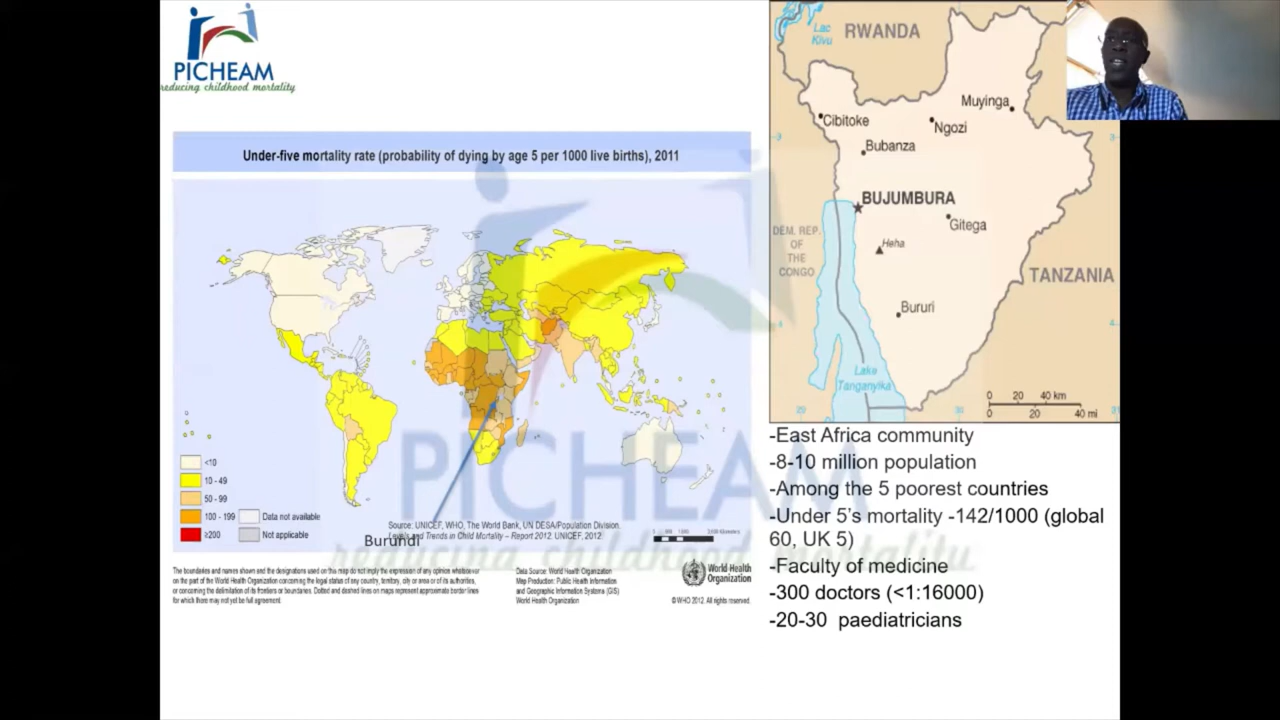 PICHEAM
reducing childhood mortality
Under-five mortality rate (probability of dying by age 5 per 1000 live births), 2011
<10
10 - 49
50 - 99
100 - 199
≥200
Data not available
Not applicable
Source: UNICEF, WHO, The World Bank, UN DESA/Population Division.
Levels and Trends in Child Mortality – Report 2012. UNICEF, 2012.
Burundi
The boundaries and names shown and the designations used on this map do not imply the expression of any opinion whatsoever
on the part of the World Health Organization concerning the legal status of any country, territory, city or area or of its authorities,
or concerning the delimitation of its frontiers or boundaries. Dotted and dashed lines on maps represent approximate border lines
for which there may not yet be full agreement.
Data Source: World Health Organization
Map Production: Public Health Information
and Geographic Information Systems (GIS)
World Health Organization
World Health
Organization
© WHO 2012. All rights reserved.
PICHEAM
reducing childhood mortality
Lac
Kivu
RWANDA
Muyinga
Cibitoke
Ngozi
Bubanza
BUJUMBURA
Gitega
DEM. REP.
OF
THE
CONGO
Heha
TANZANIA
Bururi
Lake
Tanganyika
0 20 40 km
0 20 40 mi
-East Africa community
-8-10 million population
-Among the 5 poorest countries
-Under 5's mortality -142/1000 (global
60, UK 5)
-Faculty of medicine
-300 doctors (<1:16000)
-20-30 paediatricians